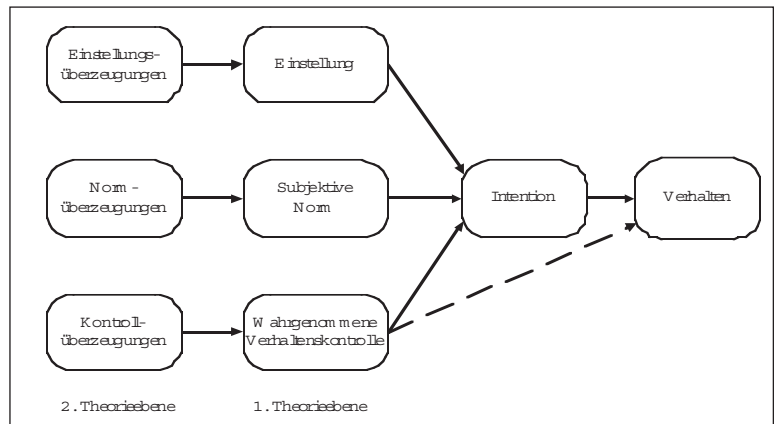 Einstellungs-
überzeugungen
Einstellung
Norm -
überzeugungen
Subjektive
Norm
Intention
Verhalten
Kontroll-
überzeugungen
Wahrgenommene
Verhaltenskontrolle
2. Theorieebene
1. Theorieebene